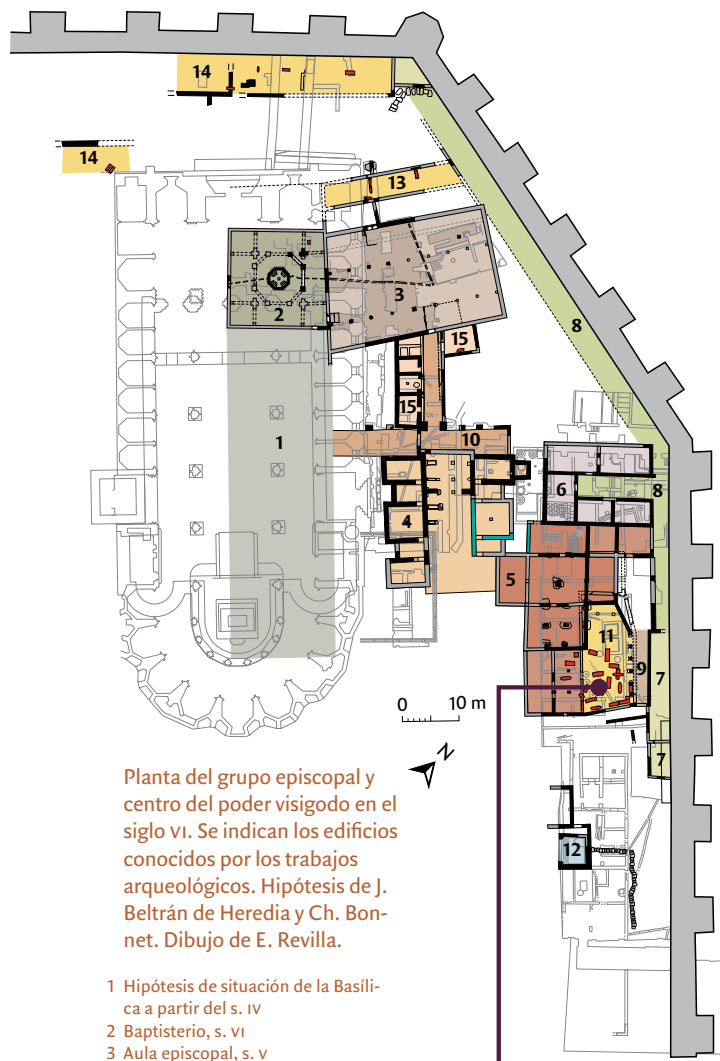 14
14
13
2
3
8
15
15
1
10
6
8
4
5
11
9
7
0 10 m
N
7
12
Planta del grupo episcopal y
centro del poder visigodo en el
siglo VI. Se indican los edificios
conocidos por los trabajos
arqueológicos. Hipótesis de J.
Beltrán de Heredia y Ch. Bon-
net. Dibujo de E. Revilla.
1 Hipótesis de situación de la Basíli-
ca a partir del s. IV
2 Baptisterio, s. VI
3 Aula episcopal, s. V